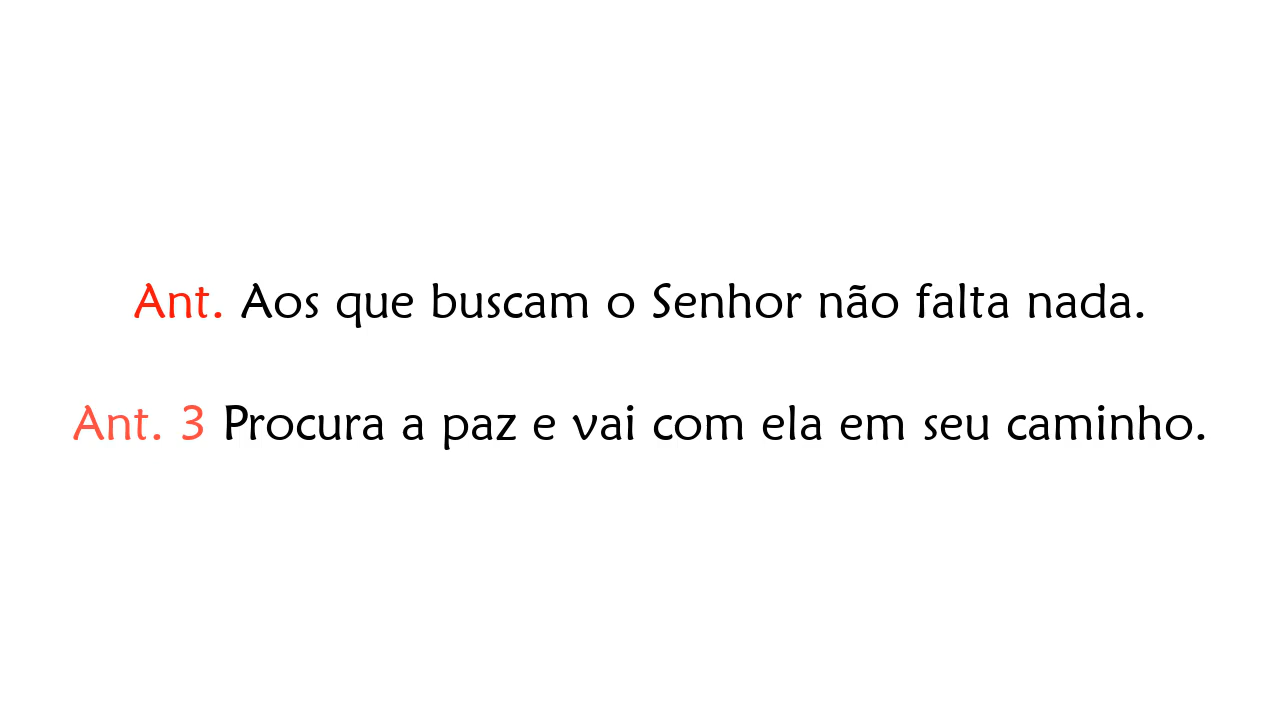 Ant. Aos que buscam o Senhor não falta nada.
Ant. 3 Procura a paz e vai com ela em seu caminho.